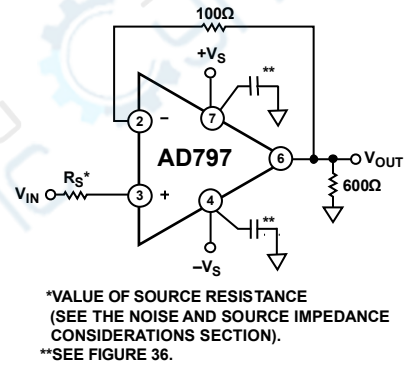 100Ω
+VS
**
2
−
7
AD797
6
VOUT
RS*
VIN
3
+
4
600Ω
**
−VS
*VALUE OF SOURCE RESISTANCE
(SEE THE NOISE AND SOURCE IMPEDANCE
CONSIDERATIONS SECTION).
**SEE FIGURE 36.